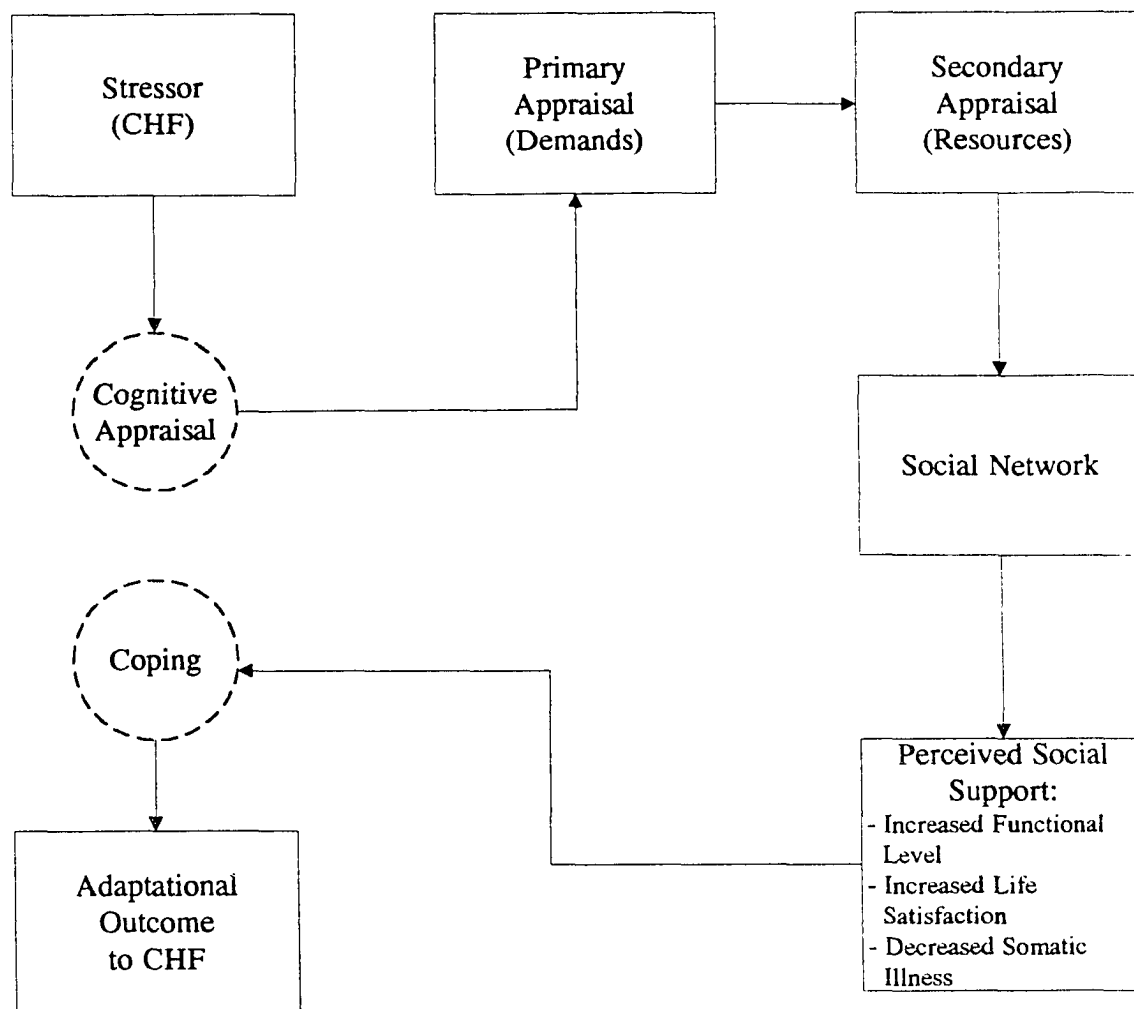 Stressor
(CHF)
Primary
Appraisal
(Demands)
Secondary
Appraisal
(Resources)
Cognitive
Appraisal
Social Network
Coping
Perceived Social
Support:
- Increased Functional
Level
- Increased Life
Satisfaction
- Decreased Somatic
Illness
Adaptational
Outcome
to CHF